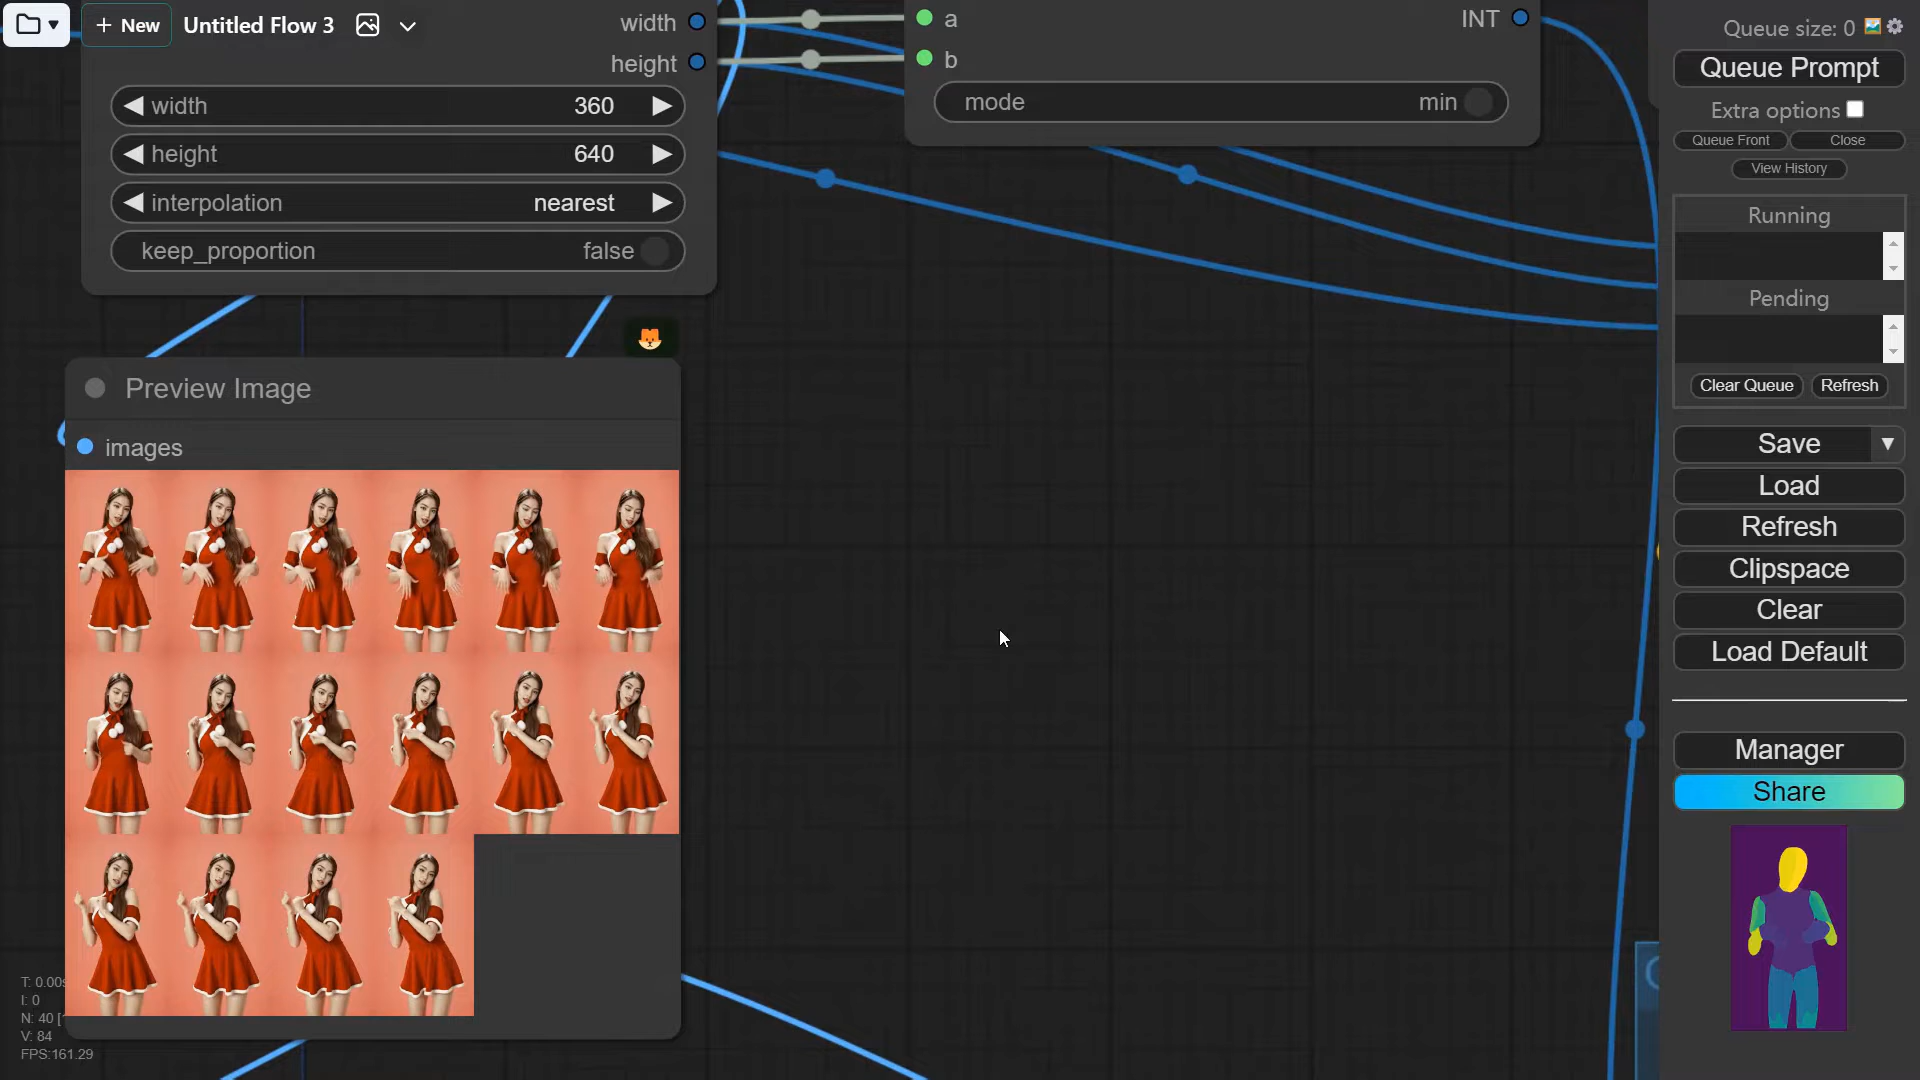 + New
Untitled Flow 3
width
height
width 360
height 640
interpolation nearest
keep_proportion false
a
b
INT
mode min
Preview Image
images
T: 0.00s
I: 0
N: 40 [
V: 84
FPS:161.29
Queue size: 0
Queue Prompt
Extra options
Queue Front
Close
View History
Running
Pending
Clear Queue
Refresh
Save
Load
Refresh
Clipspace
Clear
Load Default
Manager
Share